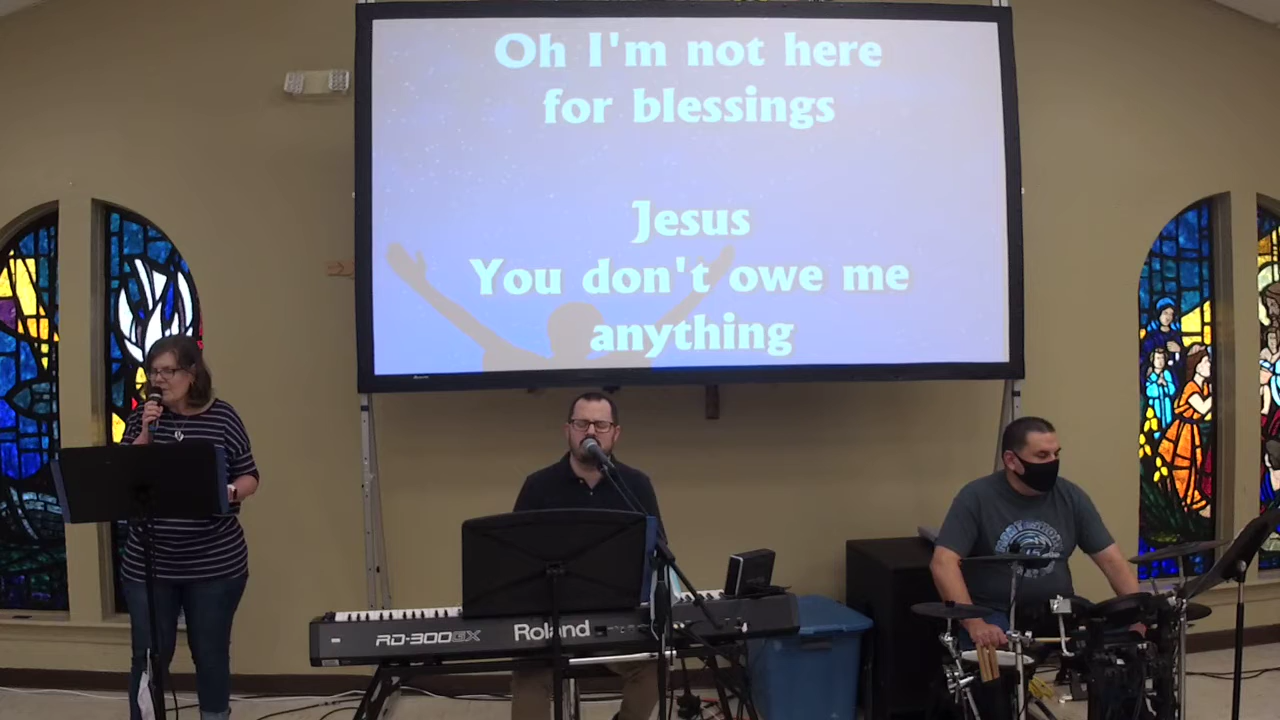 Oh I'm not here
for blessings
Jesus
You don't owe me
anything
RD-300GX
Roland